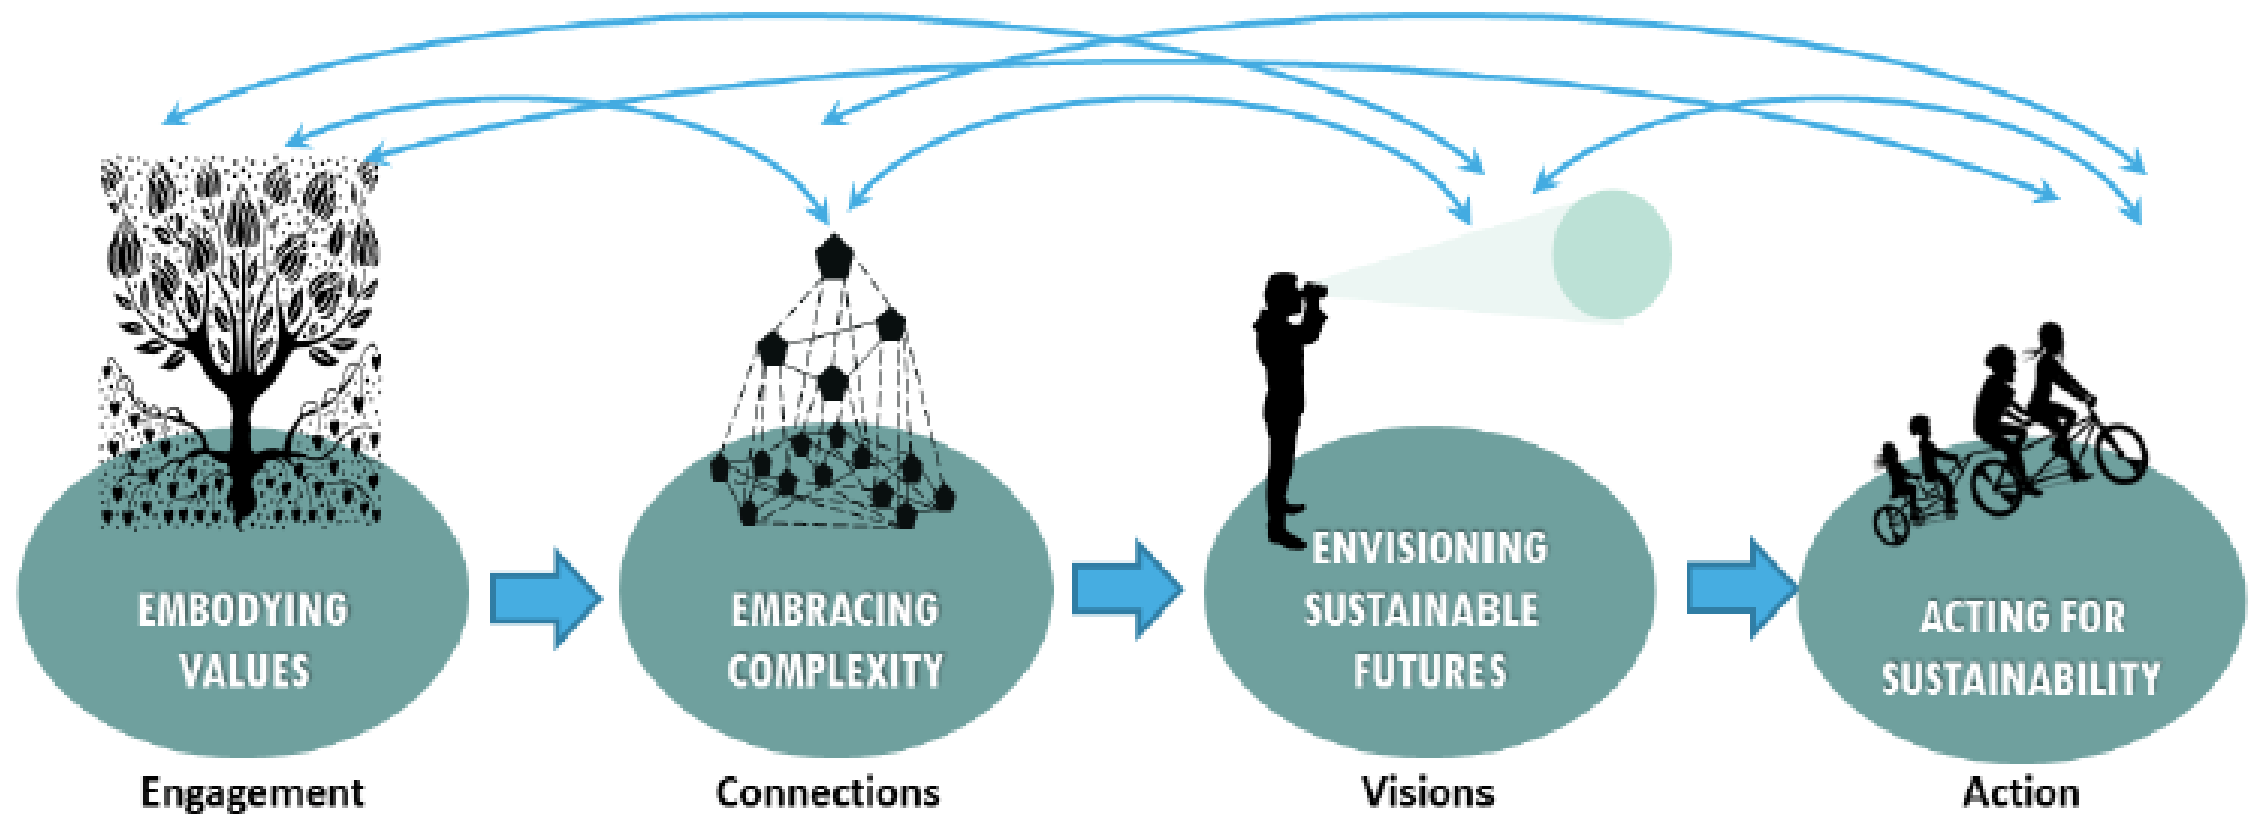 EMBODYING
VALUES
EMBRACING
COMPLEXITY
ENVISIONING
SUSTAINABLE
FUTURES
ACTING FOR
SUSTAINABILITY
Engagement
Connections
Visions
Action